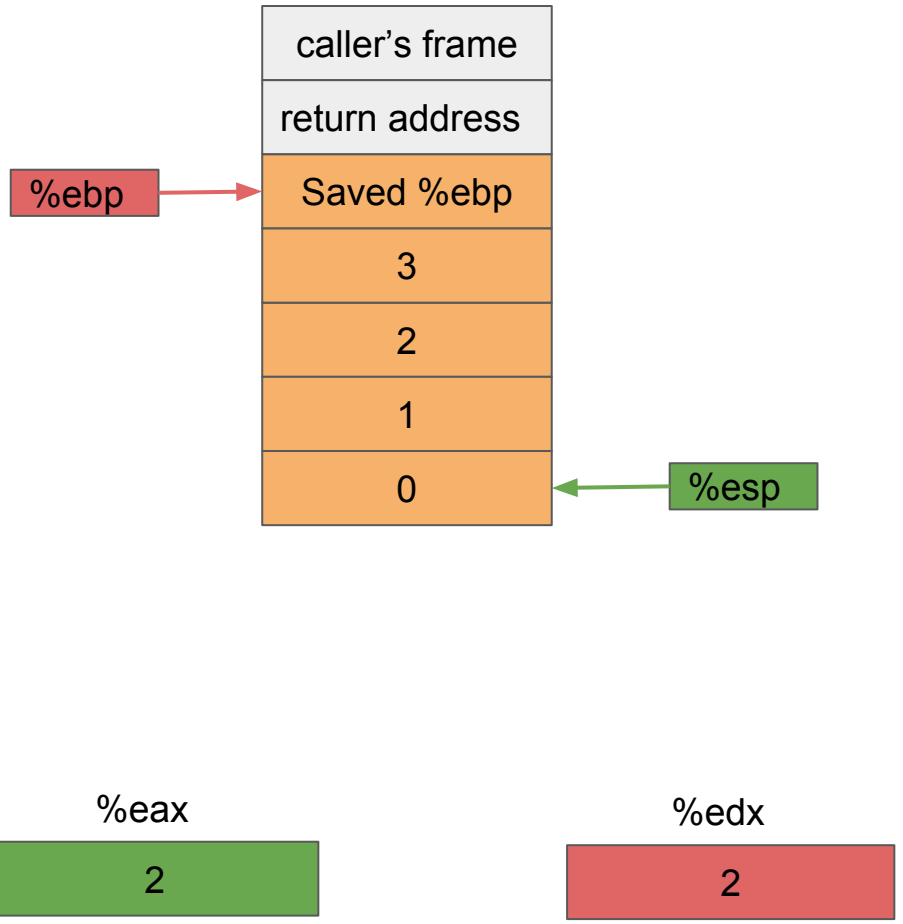 caller’s frame
return address
%ebp
Saved %ebp
3
2
1
0
%esp
%eax
%edx
2
2